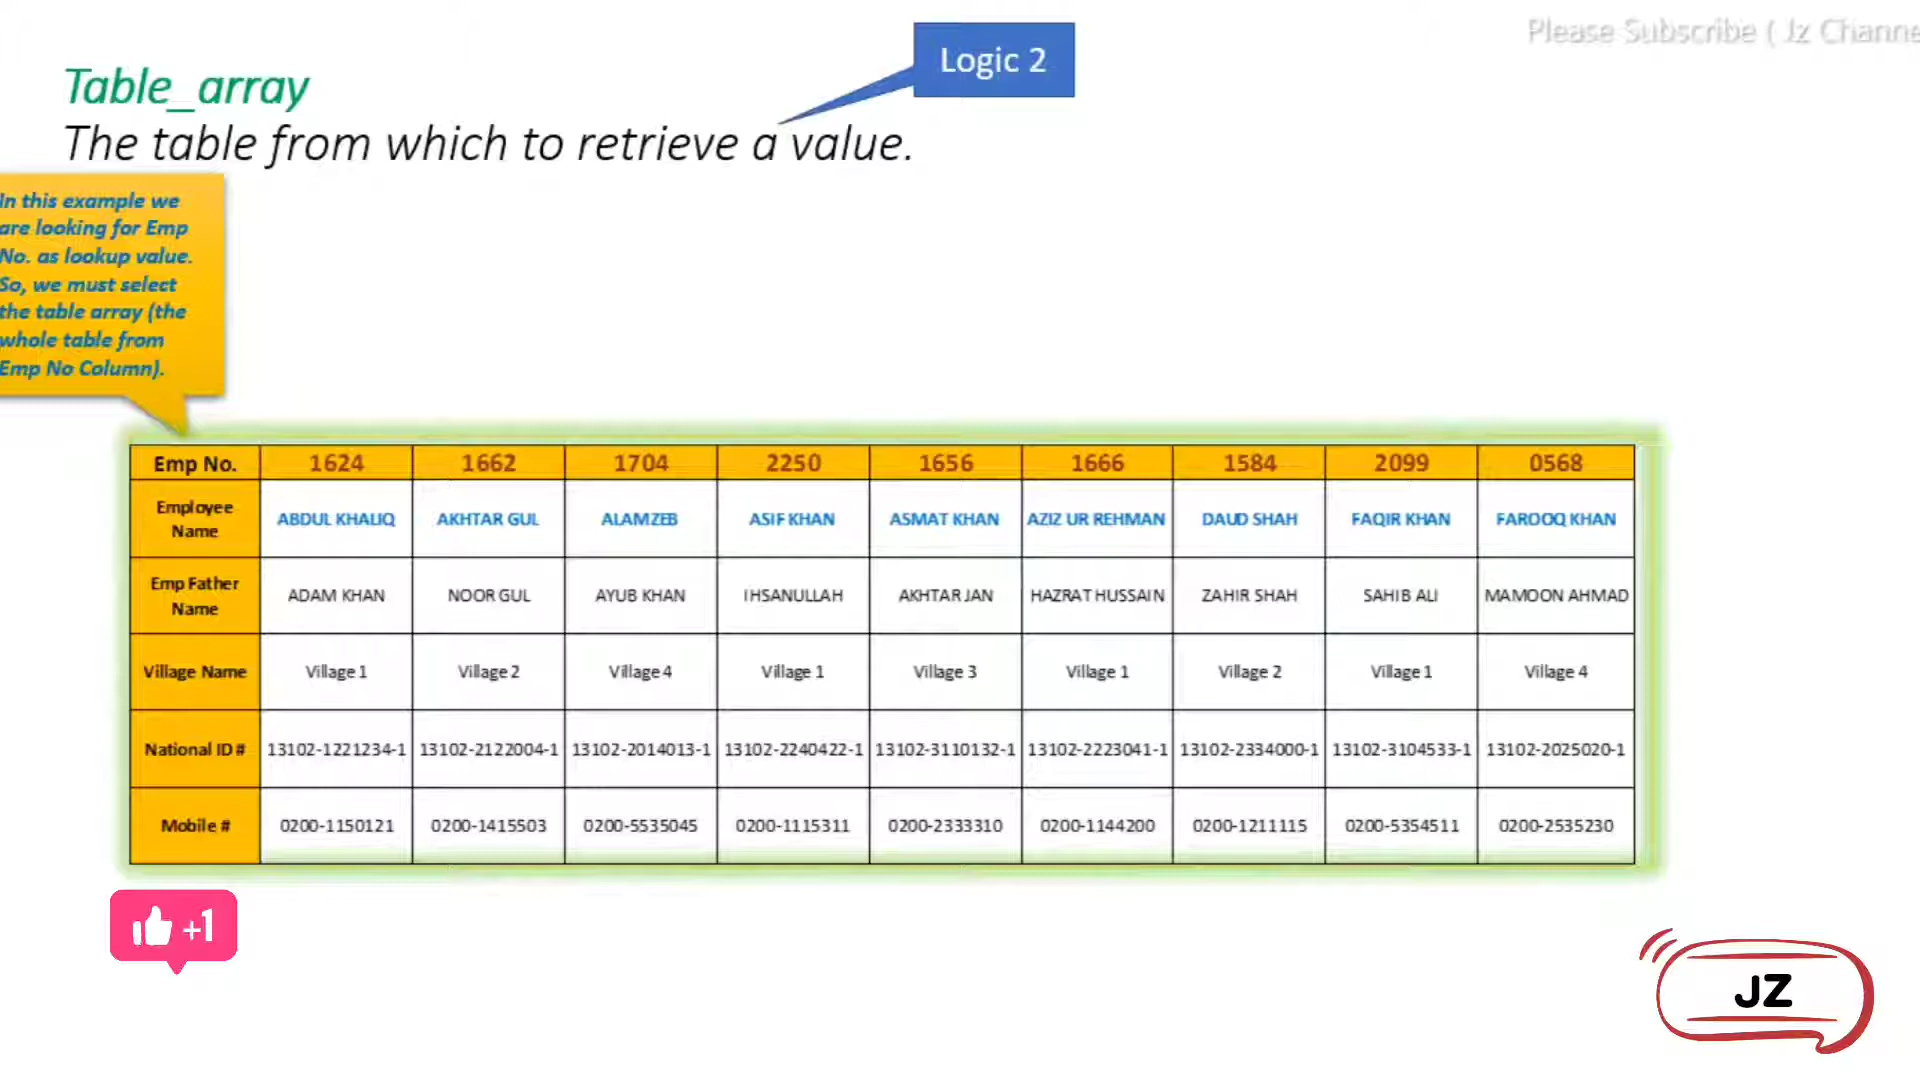 Please Subscribe ( Jz Channe
Logic 2
Table_array
The table from which to retrieve a value.
In this example we
are looking for Emp
No. as lookup value.
So, we must select
the table array (the
whole table from
Emp No Column).
Emp No. 1624 1662 1704 2250 1656 1666 1584 2099 0568
Employee Name ABDUL KHALIQ AKHTAR GUL ALAMZEB ASIF KHAN ASMAT KHAN AZIZ UR REHMAN DAUD SHAH FAQIR KHAN FAROOQ KHAN
Emp Father Name ADAM KHAN NOOR GUL AYUB KHAN IHSANULLAH AKHTAR JAN HAZRAT HUSSAIN ZAHIR SHAH SAHIB ALI MAMOON AHMAD
Village Name Village 1 Village 2 Village 4 Village 1 Village 3 Village 1 Village 2 Village 1 Village 4
National ID # 13102-1221234-1 13102-2122004-1 13102-2014013-1 13102-2240422-1 13102-3110132-1 13102-2223041-1 13102-2334000-1 13102-3104533-1 13102-2025020-1
Mobile # 0200-1150121 0200-1415503 0200-5535045 0200-1115311 0200-2333310 0200-1144200 0200-1211115 0200-5354511 0200-2535230
+1
JZ